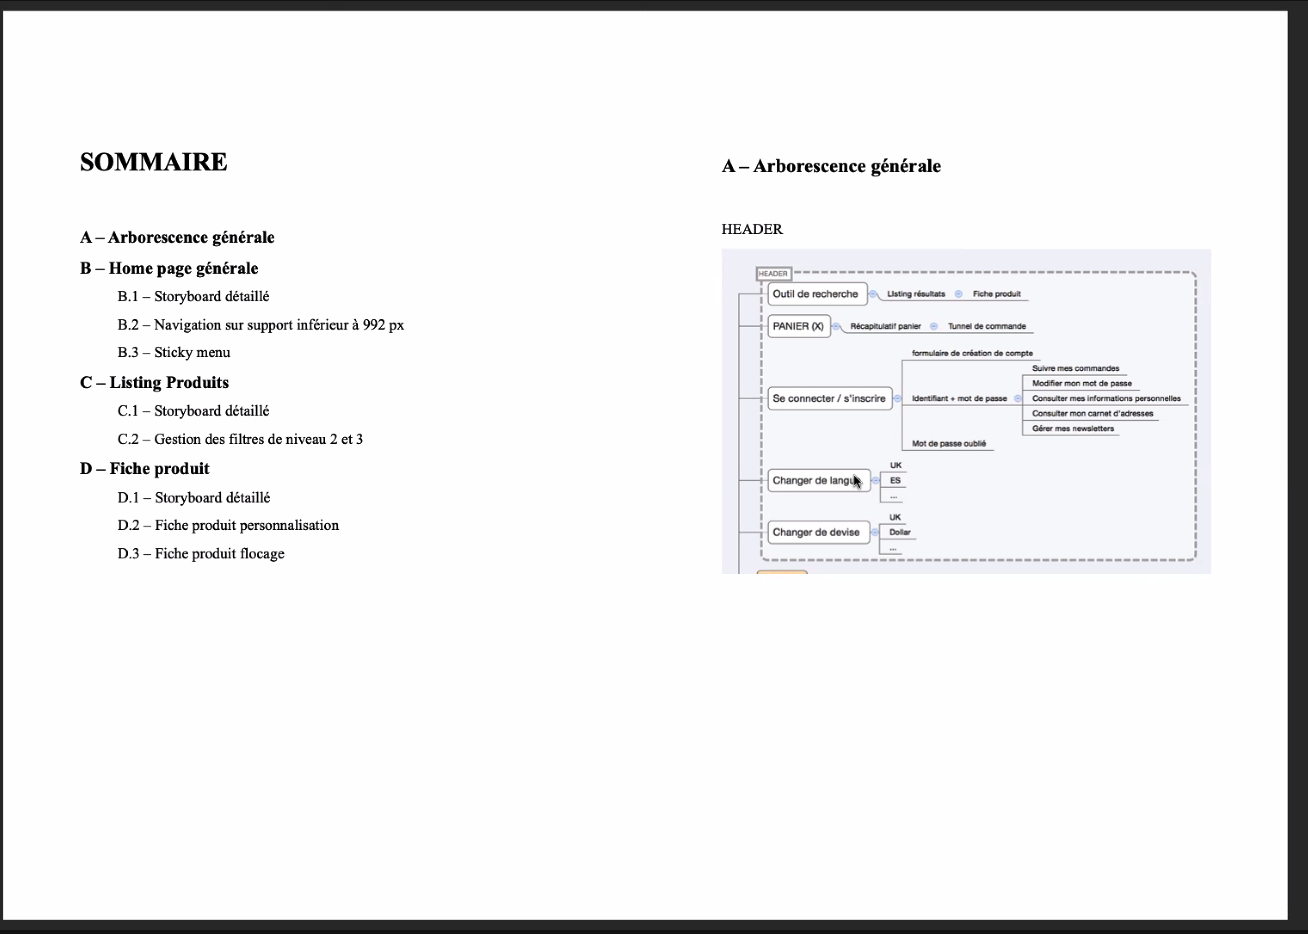 SOMMAIRE
A – Arborescence générale
B – Home page générale
B.1 – Storyboard détaillé
B.2 – Navigation sur support inférieur à 992 px
B.3 – Sticky menu
C – Listing Produits
C.1 – Storyboard détaillé
C.2 – Gestion des filtres de niveau 2 et 3
D – Fiche produit
D.1 – Storyboard détaillé
D.2 – Fiche produit personnalisation
D.3 – Fiche produit flocage
A – Arborescence générale
HEADER
HEADER
Outil de recherche Listing résultats Fiche produit
PANIER (X) Récapitulatif panier Tunnel de commande
Se connecter / s'inscrire
formulaire de création de compte
Identifiant + mot de passe
Suivre mes commandes
Modifier mon mot de passe
Consulter mes informations personnelles
Consulter mon carnet d'adresses
Gérer mes newsletters
Mot de passe oublié
Changer de langu
UK
ES
...
Changer de devise
UK
Dollar
...